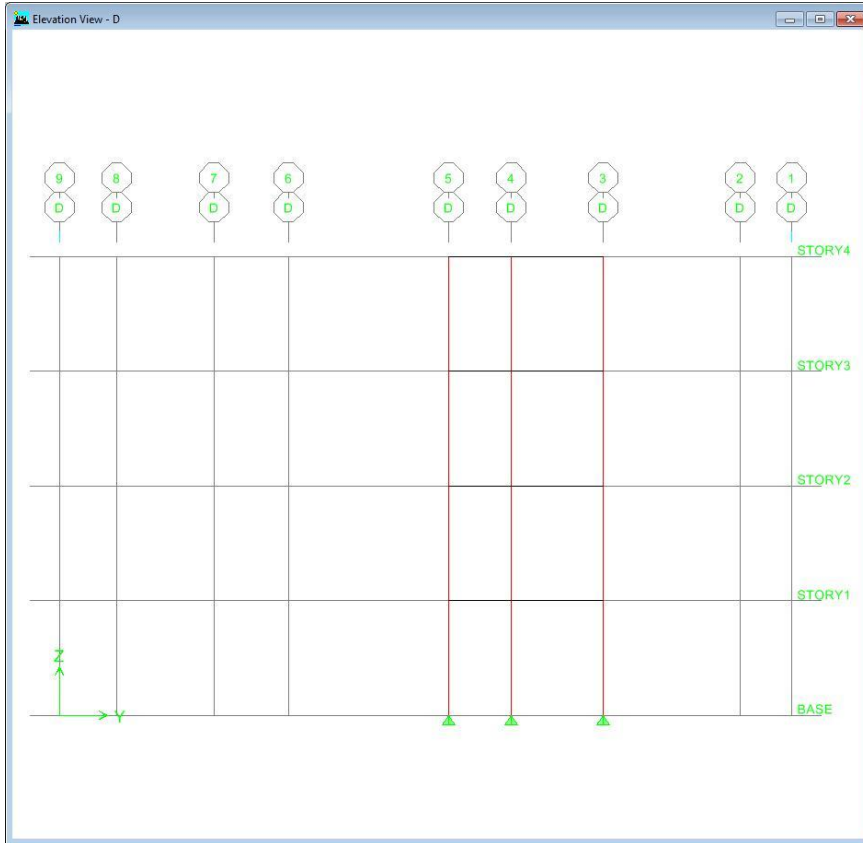 Elevation View - D
9 8 7 6 5 4 3 2 1
D D D D D D D D D
STORY4
STORY3
STORY2
STORY1
Z
Y
BASE